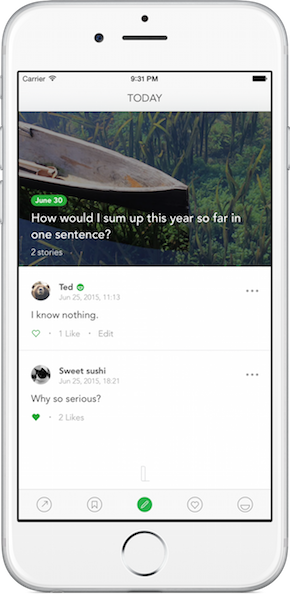 Carrier 9:31 PM
TODAY
June 30
How would I sum up this year so far in
one sentence?
2 stories
Ted
Jun 25, 2015, 11:13
I know nothing.
• 1 Like • Edit
Sweet sushi
Jun 25, 2015, 18:21
Why so serious?
• 2 Likes